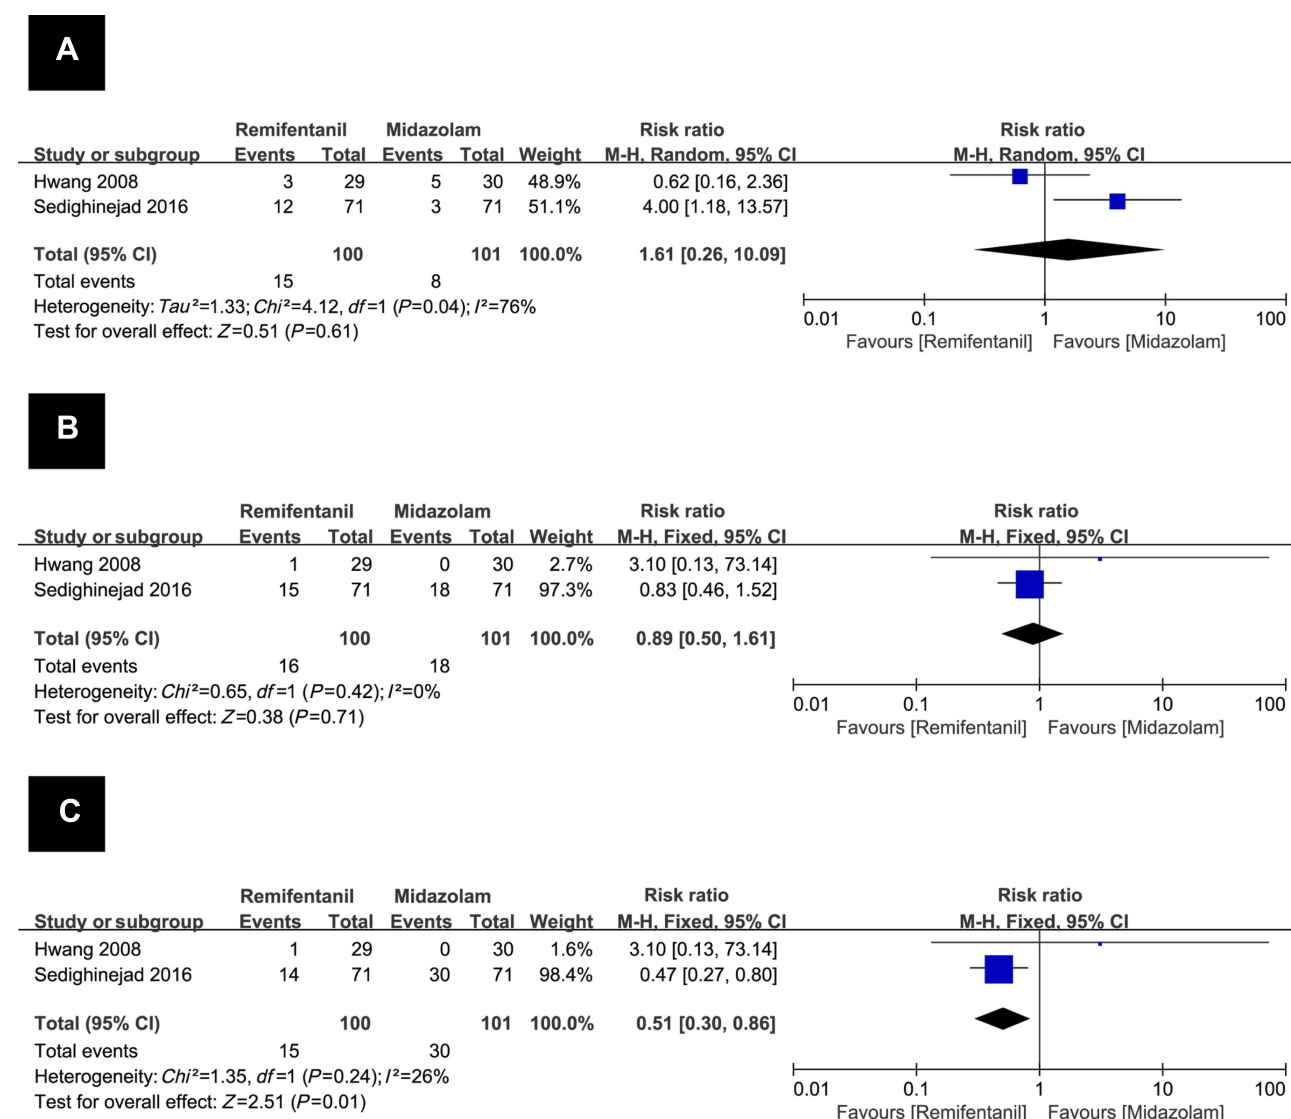 A
Remifentanil Midazolam Risk ratio Risk ratio
Study or subgroup Events Total Events Total Weight M-H, Random, 95% CI M-H, Random, 95% CI
Hwang 2008 3 29 5 30 48.9% 0.62 [0.16, 2.36]
Sedighinejad 2016 12 71 3 71 51.1% 4.00 [1.18, 13.57]
Total (95% CI) 100 101 100.0% 1.61 [0.26, 10.09]
Total events 15 8
Heterogeneity: Tau²=1.33; Chi²=4.12, df=1 (P=0.04); I²=76%
Test for overall effect: Z=0.51 (P=0.61)
0.01 0.1 1 10 100
Favours [Remifentanil] Favours [Midazolam]
B
Remifentanil Midazolam Risk ratio Risk ratio
Study or subgroup Events Total Events Total Weight M-H, Fixed, 95% CI M-H, Fixed, 95% CI
Hwang 2008 1 29 0 30 2.7% 3.10 [0.13, 73.14]
Sedighinejad 2016 15 71 18 71 97.3% 0.83 [0.46, 1.52]
Total (95% CI) 100 101 100.0% 0.89 [0.50, 1.61]
Total events 16 18
Heterogeneity: Chi²=0.65, df=1 (P=0.42); I²=0%
Test for overall effect: Z=0.38 (P=0.71)
0.01 0.1 1 10 100
Favours [Remifentanil] Favours [Midazolam]
C
Remifentanil Midazolam Risk ratio Risk ratio
Study or subgroup Events Total Events Total Weight M-H, Fixed, 95% CI M-H, Fixed, 95% CI
Hwang 2008 1 29 0 30 1.6% 3.10 [0.13, 73.14]
Sedighinejad 2016 14 71 30 71 98.4% 0.47 [0.27, 0.80]
Total (95% CI) 100 101 100.0% 0.51 [0.30, 0.86]
Total events 15 30
Heterogeneity: Chi²=1.35, df=1 (P=0.24); I²=26%
Test for overall effect: Z=2.51 (P=0.01)
0.01 0.1 1 10 100
Favours [Remifentanil] Favours [Midazolam]